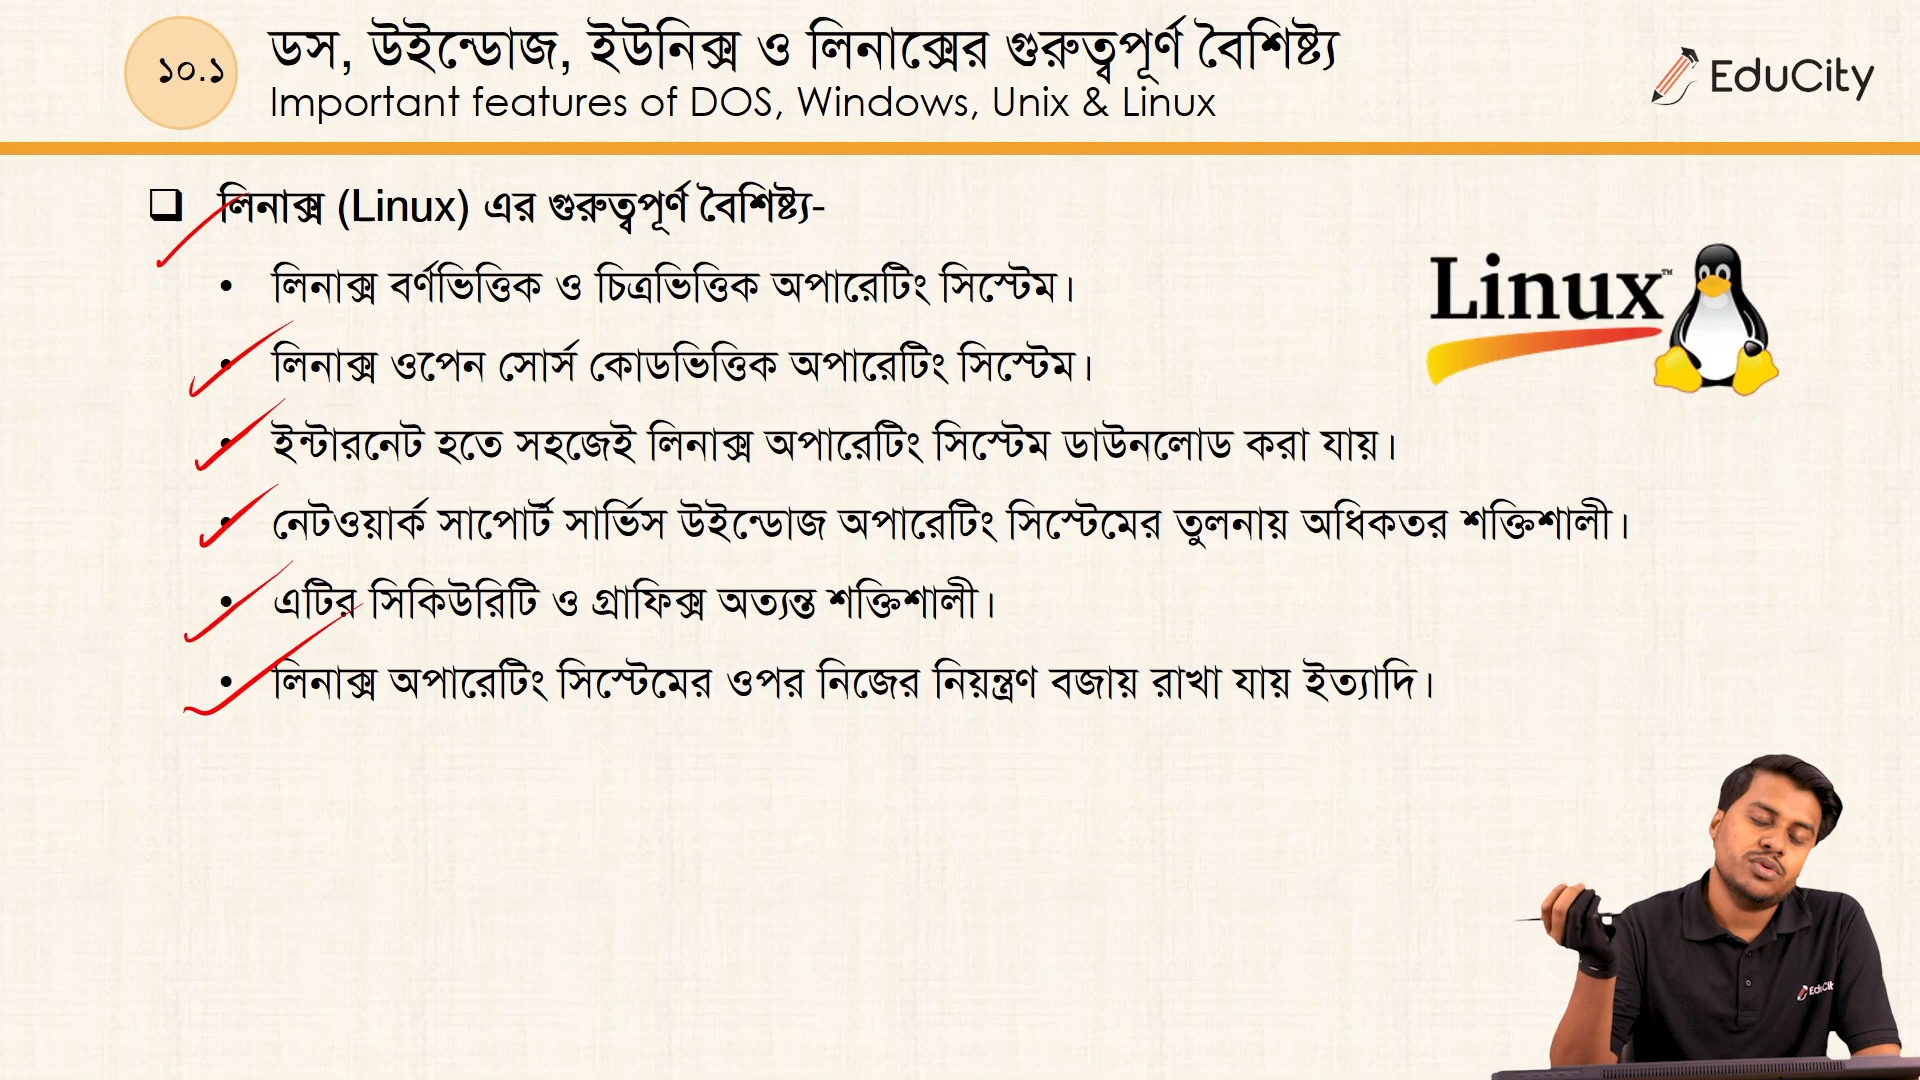 ১০.১
ডস, উইন্ডোজ, ইউনিক্স ও লিনাক্সের গুরুত্বপূর্ণ বৈশিষ্ট্য
Important features of DOS, Windows, Unix & Linux
EduCity
❑ লিনাক্স (Linux) এর গুরুত্বপূর্ণ বৈশিষ্ট্য-
• লিনাক্স বর্ণভিত্তিক ও চিত্রভিত্তিক অপারেটিং সিস্টেম।
Linux™
• লিনাক্স ওপেন সোর্স কোডভিত্তিক অপারেটিং সিস্টেম।
• ইন্টারনেট হতে সহজেই লিনাক্স অপারেটিং সিস্টেম ডাউনলোড করা যায়।
• নেটওয়ার্ক সাপোর্ট সার্ভিস উইন্ডোজ অপারেটিং সিস্টেমের তুলনায় অধিকতর শক্তিশালী।
• এটির সিকিউরিটি ও গ্রাফিক্স অত্যন্ত শক্তিশালী।
• লিনাক্স অপারেটিং সিস্টেমের ওপর নিজের নিয়ন্ত্রণ বজায় রাখা যায় ইত্যাদি।
EduCit